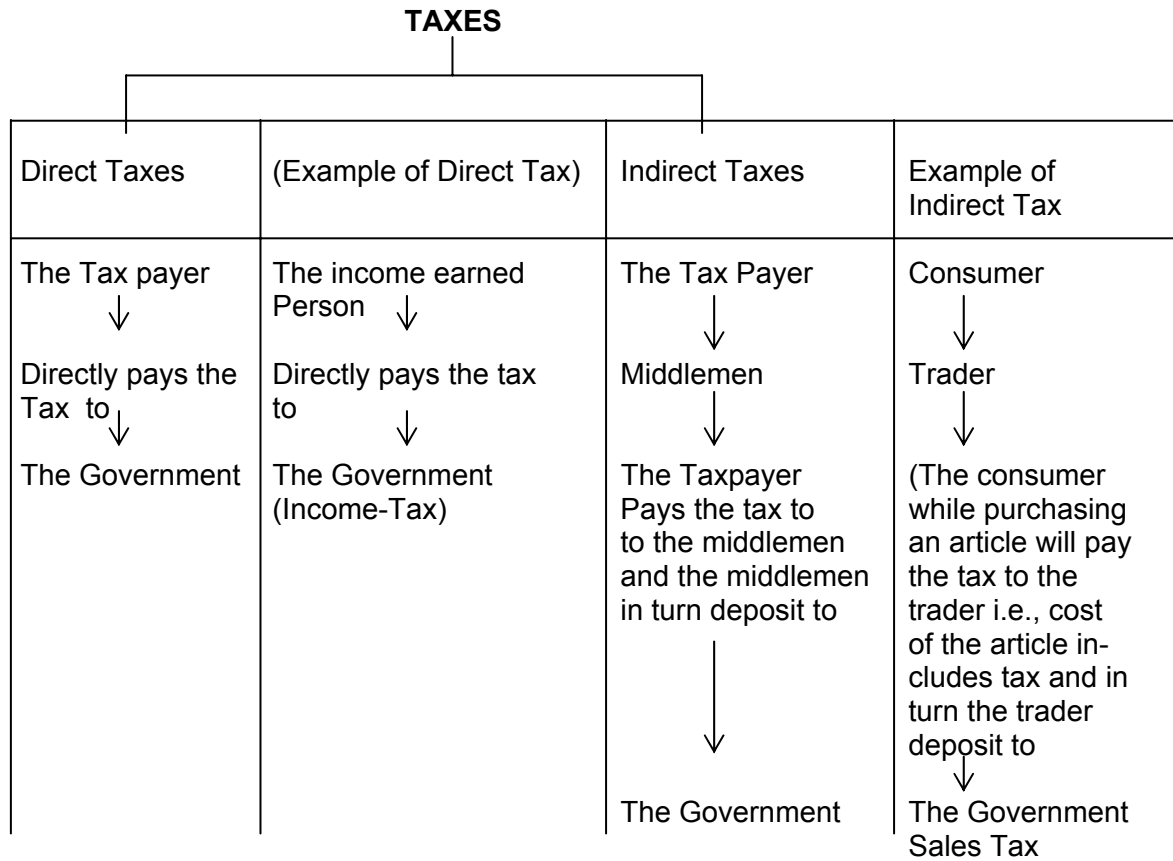 TAXES
Direct Taxes
(Example of Direct Tax)
Indirect Taxes
Example of
Indirect Tax
The Tax payer
Directly pays the
Tax to
The Government
The income earned
Person
Directly pays the tax
to
The Government
(Income-Tax)
The Tax Payer
Middlemen
The Taxpayer
Pays the tax to
to the middlemen
and the middlemen
in turn deposit to
The Government
Consumer
Trader
(The consumer
while purchasing
an article will pay
the tax to the
trader i.e., cost
of the article in-
cludes tax and in
turn the trader
deposit to
The Government
Sales Tax